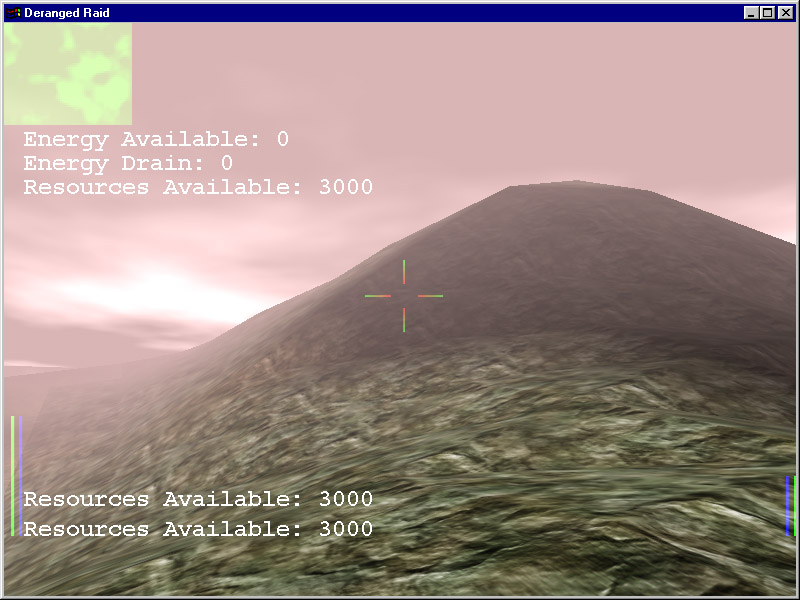 Deranged Raid
Energy Available: 0
Energy Drain: 0
Resources Available: 3000
Resources Available: 3000
Resources Available: 3000